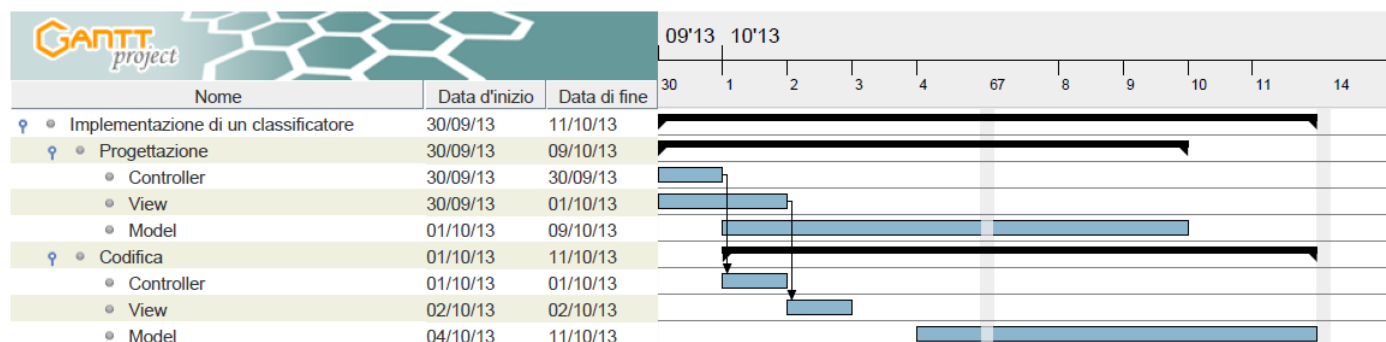 GANTT
project
09'13 10'13
30 1 2 3 4 67 8 9 10 11 14
Nome Data d'inizio Data di fine
Implementazione di un classificatore 30/09/13 11/10/13
Progettazione 30/09/13 09/10/13
Controller 30/09/13 30/09/13
View 30/09/13 01/10/13
Model 01/10/13 09/10/13
Codifica 01/10/13 11/10/13
Controller 01/10/13 01/10/13
View 02/10/13 02/10/13
Model 04/10/13 11/10/13